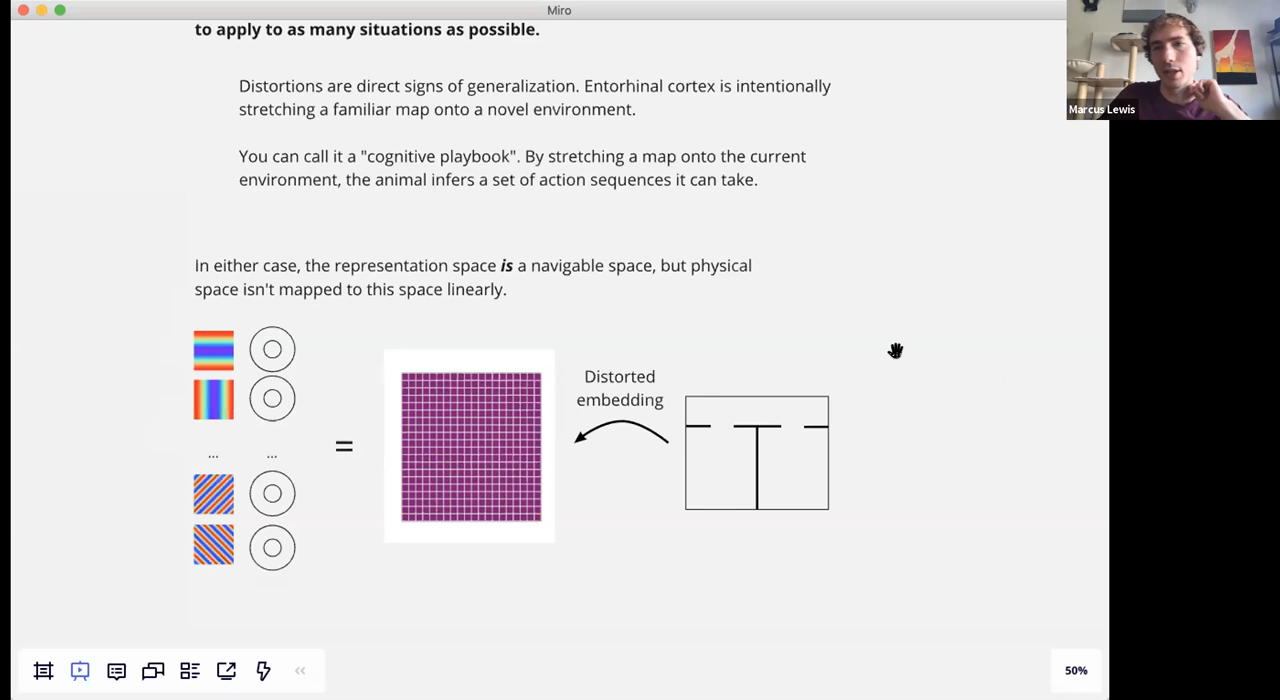 Miro
to apply to as many situations as possible.
Marcus Lewis
Distortions are direct signs of generalization. Entorhinal cortex is intentionally
stretching a familiar map onto a novel environment.
You can call it a "cognitive playbook". By stretching a map onto the current
environment, the animal infers a set of action sequences it can take.
In either case, the representation space is a navigable space, but physical
space isn't mapped to this space linearly.
Distorted
embedding
... ...
=
50%